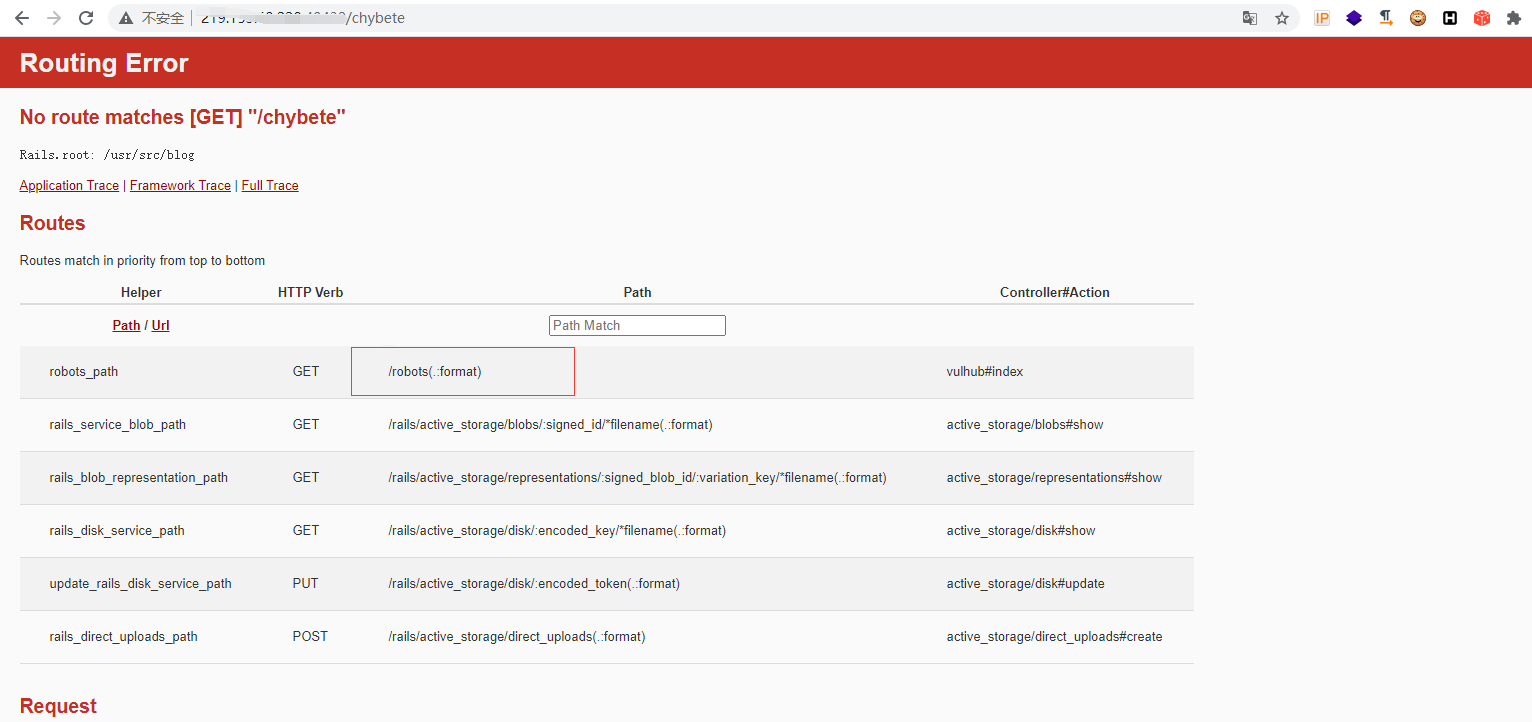 不安全 /chybete
Routing Error
No route matches [GET] "/chybete"
Rails.root: /usr/src/blog
Application Trace | Framework Trace | Full Trace
Routes
Routes match in priority from top to bottom
Helper HTTP Verb Path Controller#Action
Path / Url Path Match
robots_path GET /robots(.:format) vulhub#index
rails_service_blob_path GET /rails/active_storage/blobs/:signed_id/*filename(.:format) active_storage/blobs#show
rails_blob_representation_path GET /rails/active_storage/representations/:signed_blob_id/:variation_key/*filename(.:format) active_storage/representations#show
rails_disk_service_path GET /rails/active_storage/disk/:encoded_key/*filename(.:format) active_storage/disk#show
update_rails_disk_service_path PUT /rails/active_storage/disk/:encoded_token(.:format) active_storage/disk#update
rails_direct_uploads_path POST /rails/active_storage/direct_uploads(.:format) active_storage/direct_uploads#create
Request